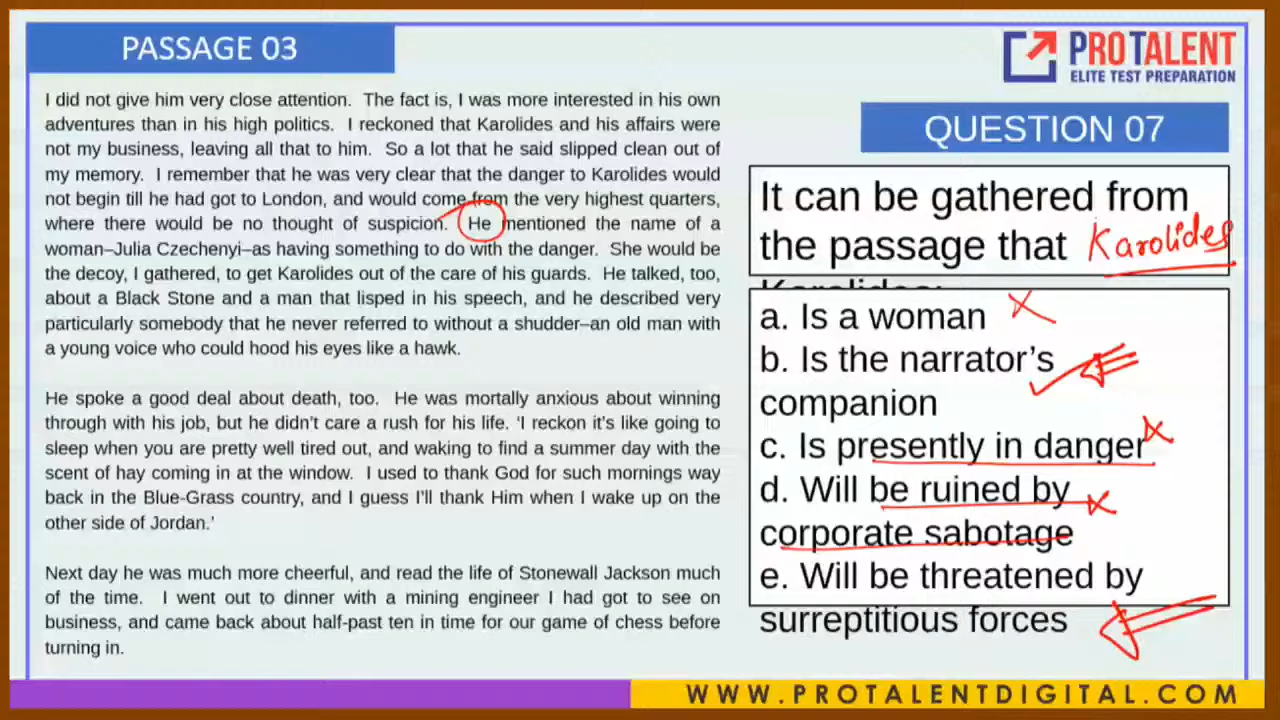 PASSAGE 03
PRO TALENT
ELITE TEST PREPARATION
I did not give him very close attention. The fact is, I was more interested in his own
adventures than in his high politics. I reckoned that Karolides and his affairs were
not my business, leaving all that to him. So a lot that he said slipped clean out of
my memory. I remember that he was very clear that the danger to Karolides would
not begin till he had got to London, and would come from the very highest quarters,
where there would be no thought of suspicion. He mentioned the name of a
woman–Julia Czechenyi–as having something to do with the danger. She would be
the decoy, I gathered, to get Karolides out of the care of his guards. He talked, too,
about a Black Stone and a man that lisped in his speech, and he described very
particularly somebody that he never referred to without a shudder–an old man with
a young voice who could hood his eyes like a hawk.
He spoke a good deal about death, too. He was mortally anxious about winning
through with his job, but he didn't care a rush for his life. 'I reckon it's like going to
sleep when you are pretty well tired out, and waking to find a summer day with the
scent of hay coming in at the window. I used to thank God for such mornings way
back in the Blue-Grass country, and I guess I'll thank Him when I wake up on the
other side of Jordan.'
Next day he was much more cheerful, and read the life of Stonewall Jackson much
of the time. I went out to dinner with a mining engineer I had got to see on
business, and came back about half-past ten in time for our game of chess before
turning in.
QUESTION 07
It can be gathered from
the passage that Karolides
Karolides:
a. Is a woman
b. Is the narrator's
companion
c. Is presently in danger
d. Will be ruined by
corporate sabotage
e. Will be threatened by
surreptitious forces
WWW.PROTALENTDIGITAL.COM